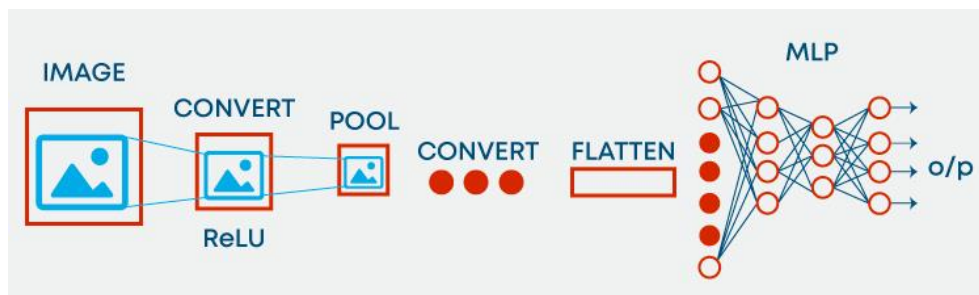 IMAGE
CONVERT
ReLU
POOL
CONVERT
FLATTEN
MLP
o/p